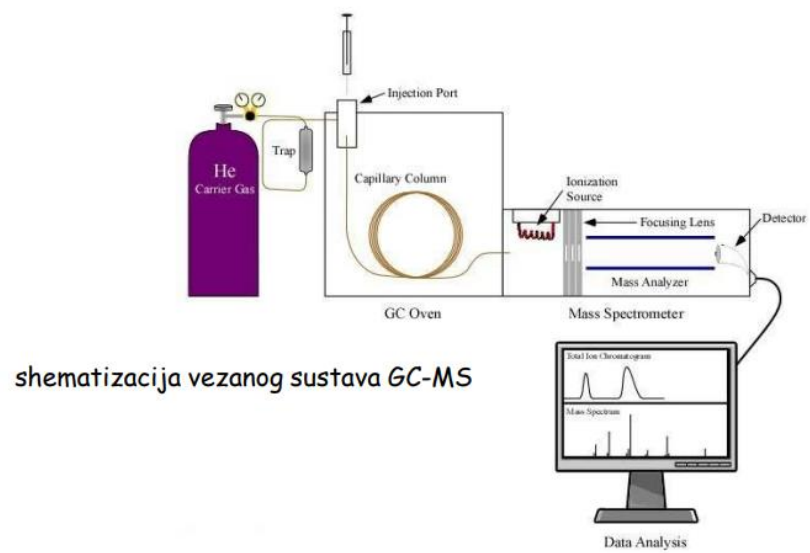 Injection Port
Trap
He
Carrier Gas
Capillary Column
Ionization
Source
Focusing Lens
Detector
Mass Analyzer
GC Oven
Mass Spectrometer
shematizacija vezanog sustava GC-MS
Total Ion Chromatogram
Mass Spectrum
Data Analysis